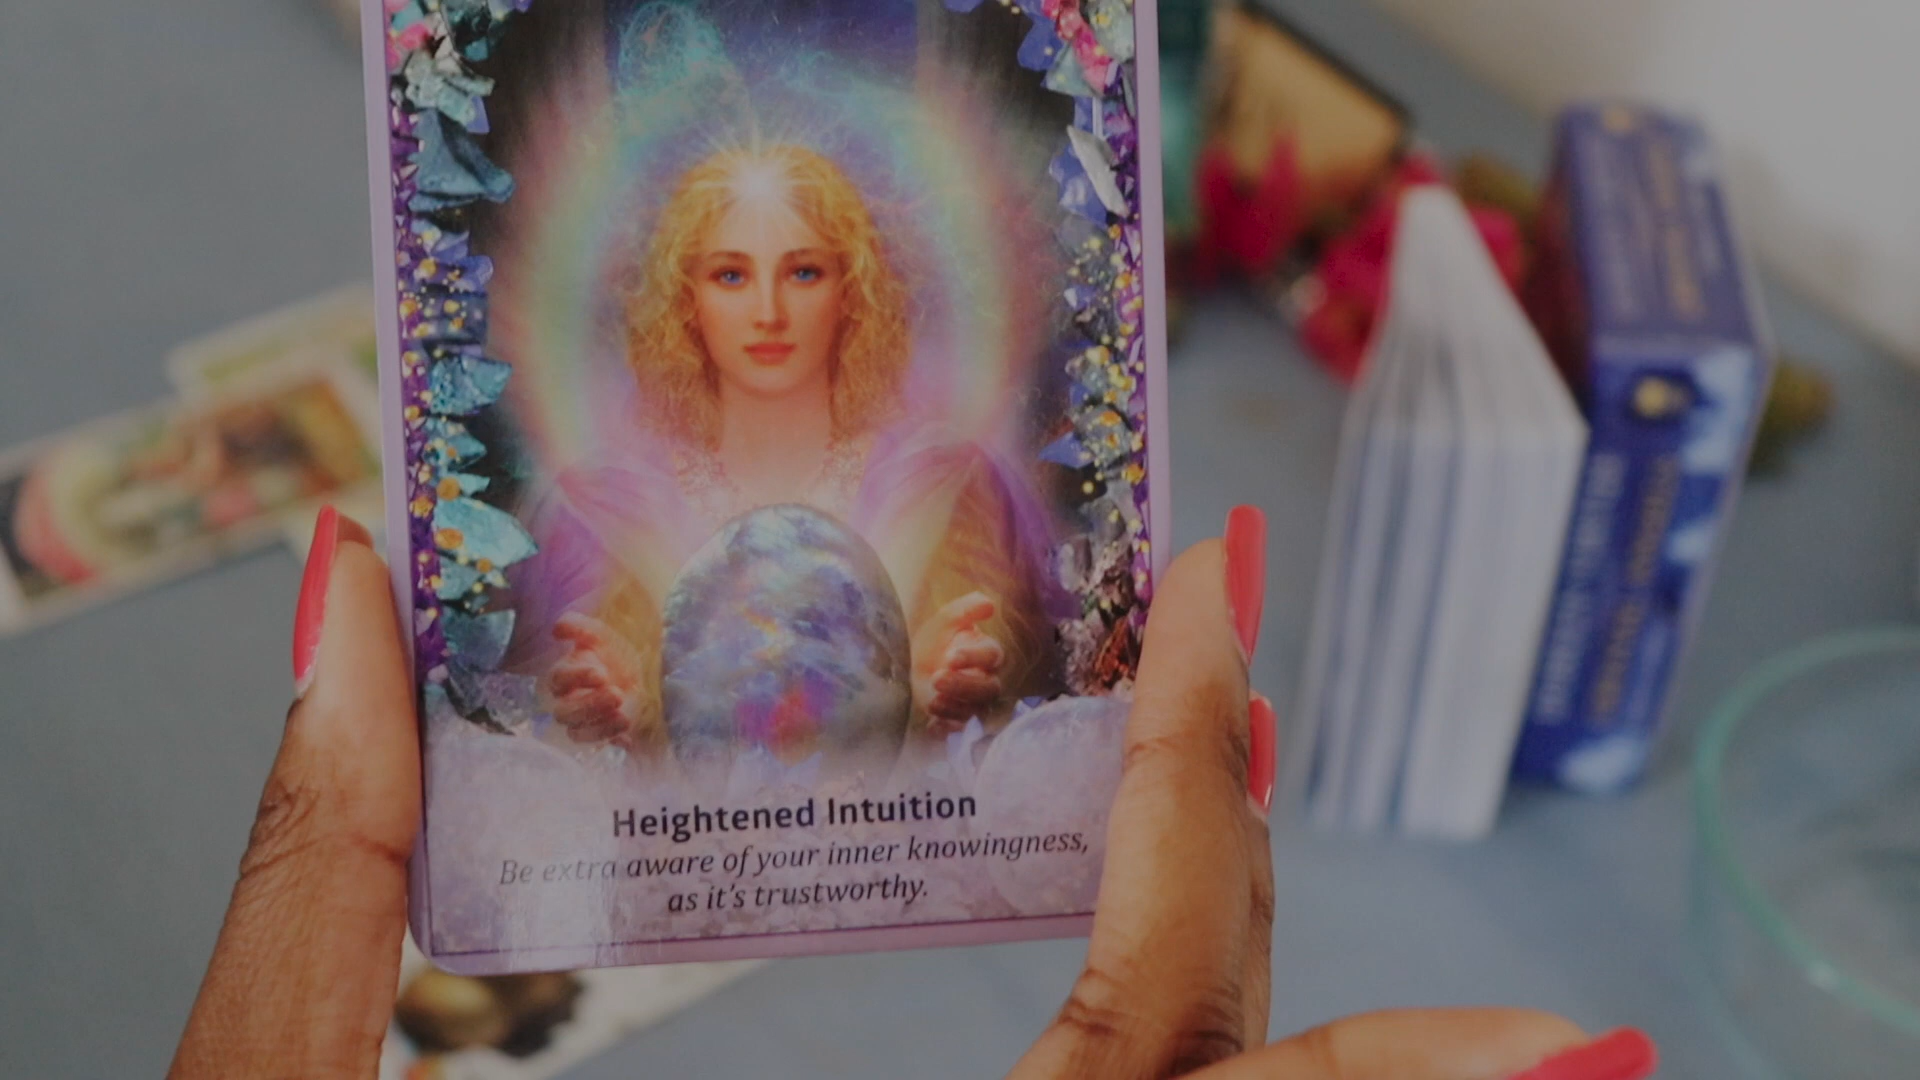 Heightened Intuition
Be extra aware of your inner knowingness,
as it's trustworthy.